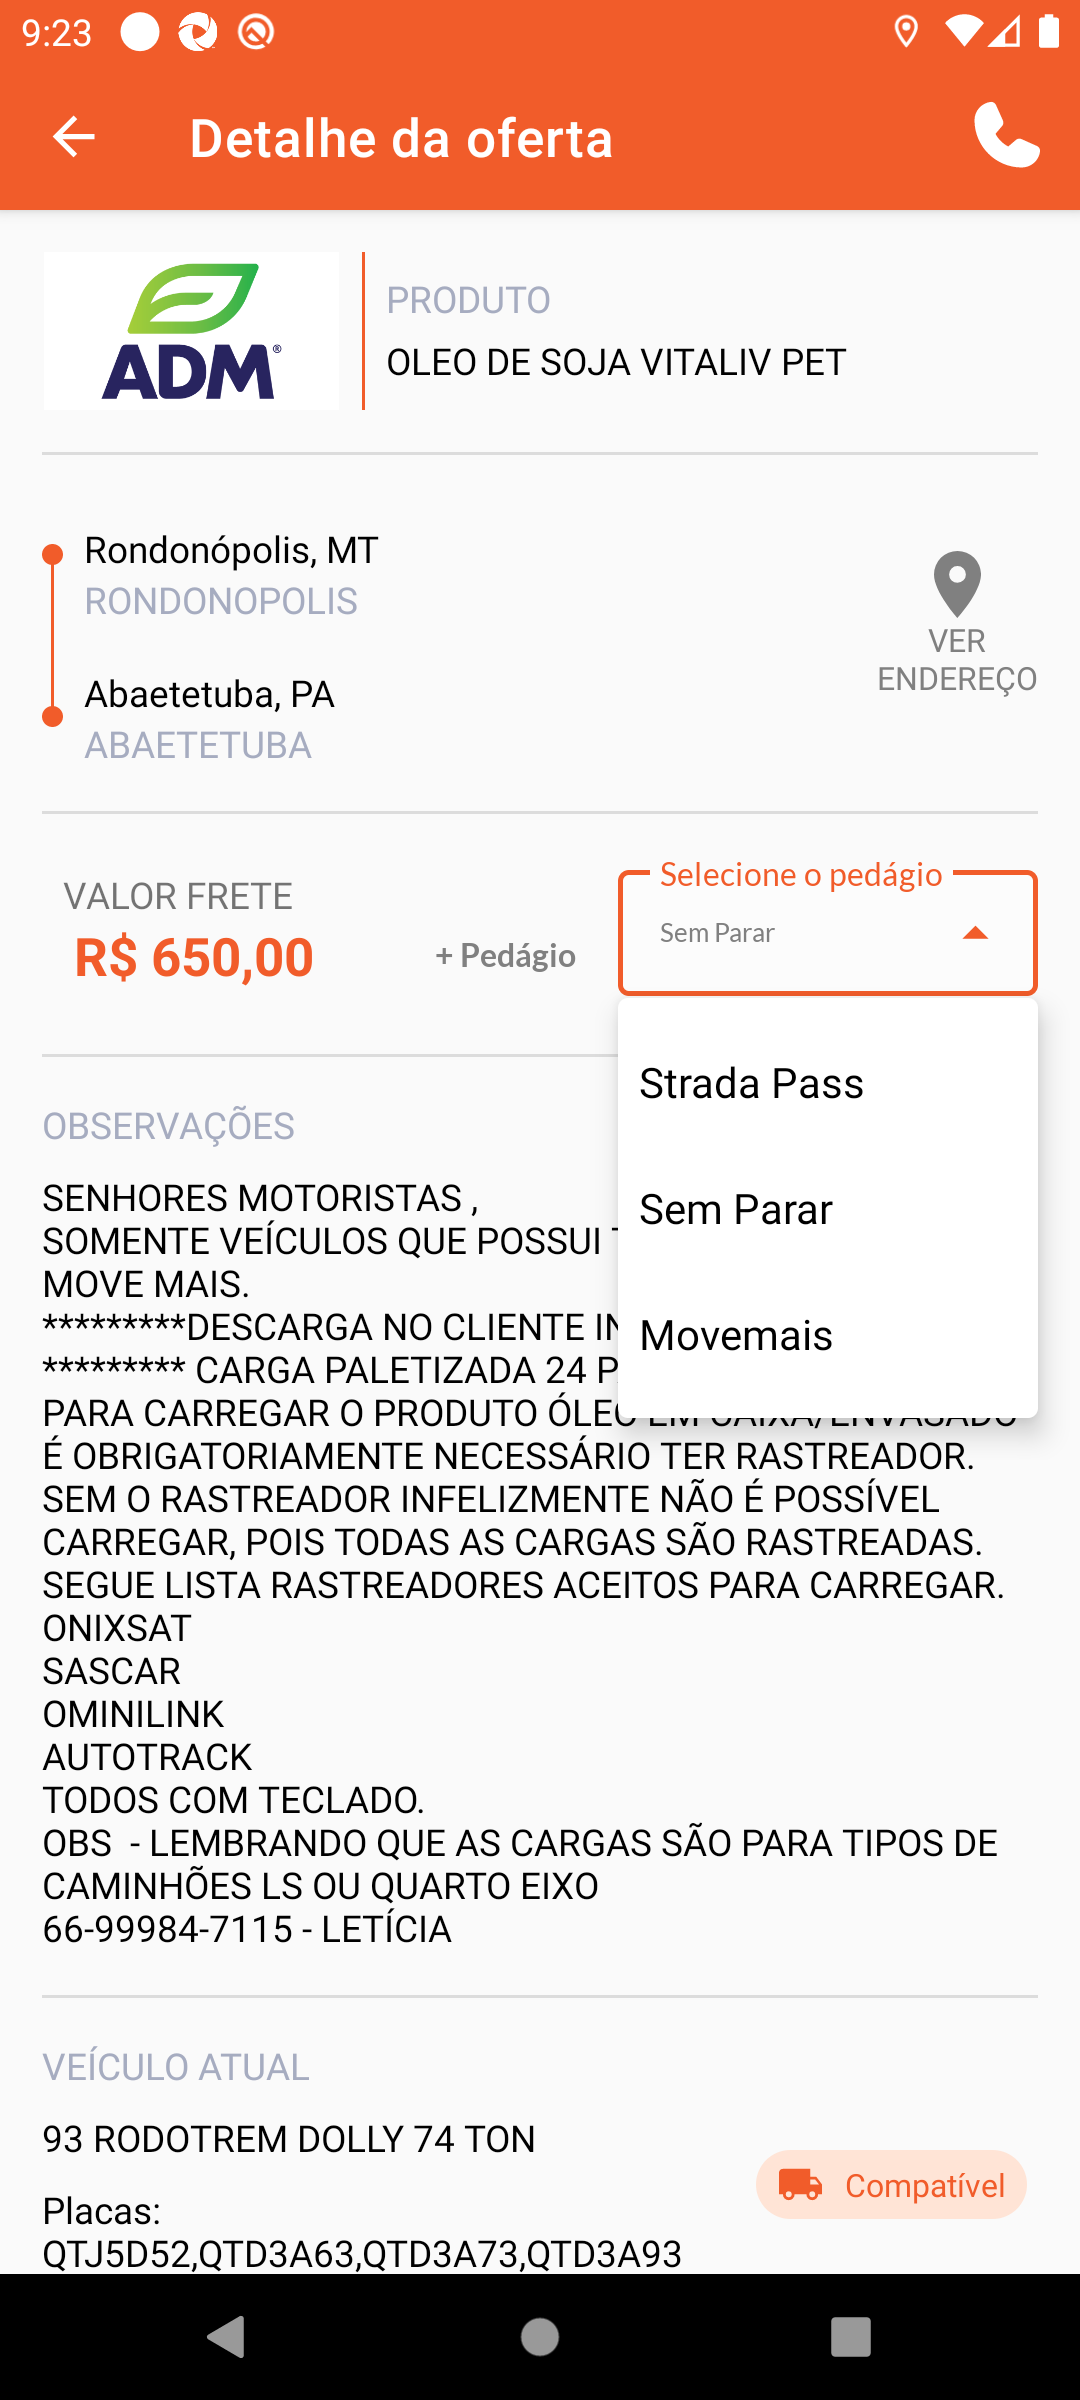 9:23
Detalhe da oferta
ADM®
PRODUTO
OLEO DE SOJA VITALIV PET
Rondonópolis, MT
RONDONOPOLIS
Abaetetuba, PA
ABAETETUBA
VER
ENDEREÇO
VALOR FRETE
R$ 650,00
+ Pedágio
Selecione o pedágio
Sem Parar
Strada Pass
Sem Parar
Movemais
OBSERVAÇÕES
SENHORES MOTORISTAS ,
SOMENTE VEÍCULOS QUE POSSUI
MOVE MAIS.
*********DESCARGA NO CLIENTE
********* CARGA PALETIZADA 24
PARA CARREGAR O PRODUTO ÓLEO EM CAIXA/ENVASADO
É OBRIGATORIAMENTE NECESSÁRIO TER RASTREADOR.
SEM O RASTREADOR INFELIZMENTE NÃO É POSSÍVEL
CARREGAR, POIS TODAS AS CARGAS SÃO RASTREADAS.
SEGUE LISTA RASTREADORES ACEITOS PARA CARREGAR.
ONIXSAT
SASCAR
OMINILINK
AUTOTRACK
TODOS COM TECLADO.
OBS  - LEMBRANDO QUE AS CARGAS SÃO PARA TIPOS DE
CAMINHÕES LS OU QUARTO EIXO
66-99984-7115 - LETÍCIA
VEÍCULO ATUAL
93 RODOTREM DOLLY 74 TON
Compatível
Placas:
QTJ5D52,QTD3A63,QTD3A73,QTD3A93